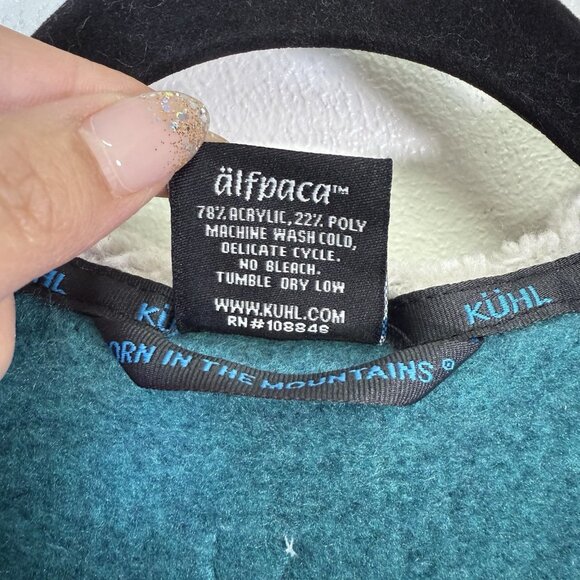 älfpaca™
78% ACRYLIC, 22% POLY
MACHINE WASH COLD,
DELICATE CYCLE.
NO BLEACH.
TUMBLE DRY LOW
WWW.KUHL.COM
RN#108846
KÜHL
ORN IN THE MOUNTAINS®